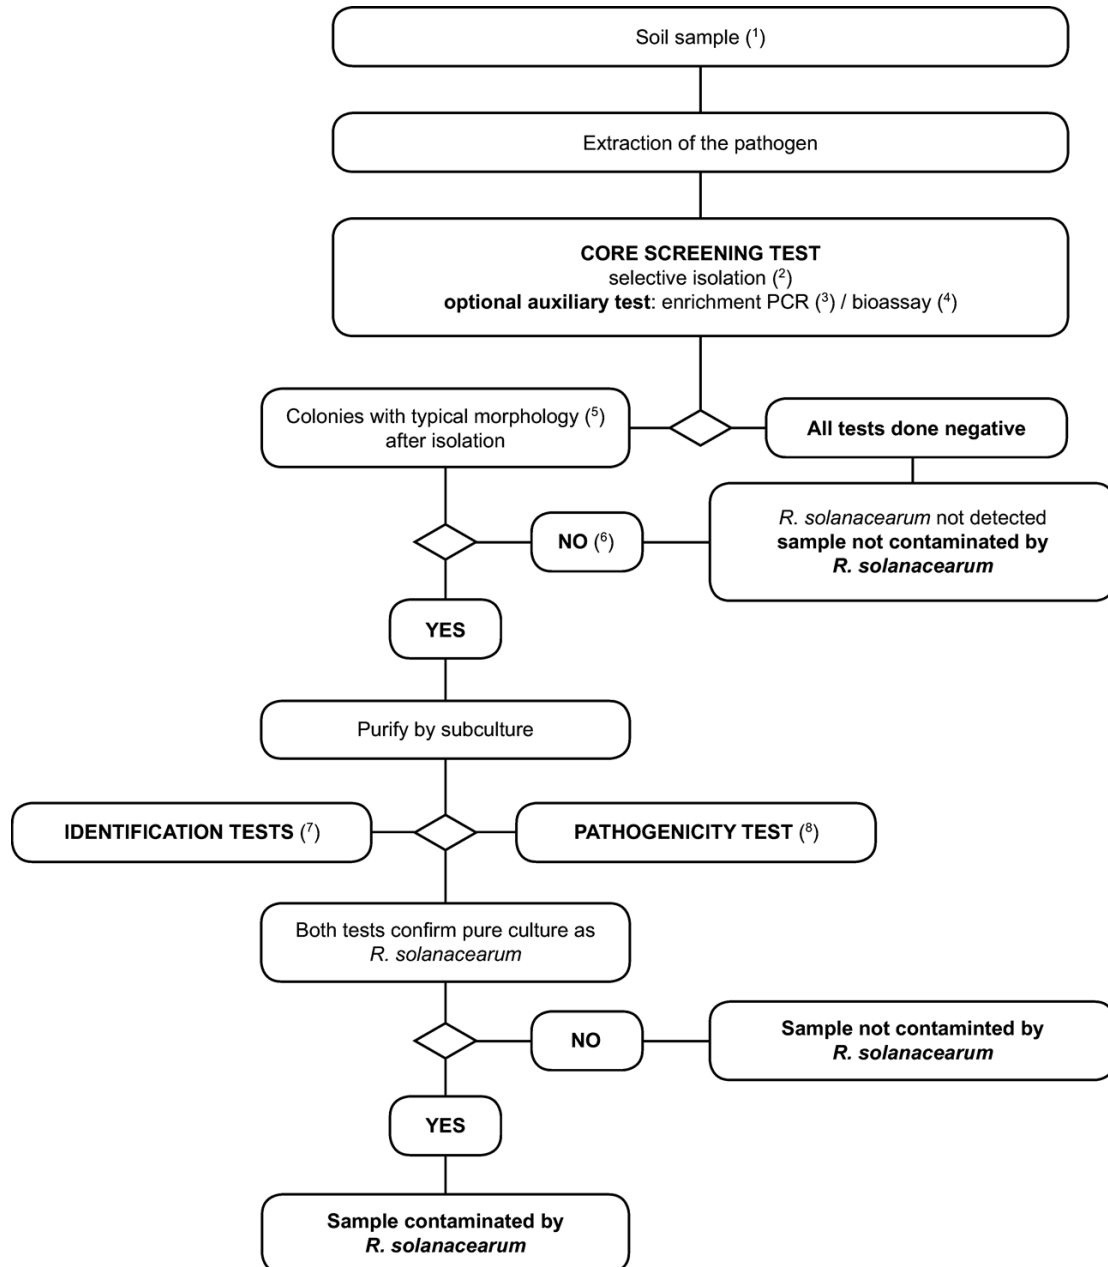 Soil sample (¹)
Extraction of the pathogen
CORE SCREENING TEST
selective isolation (²)
optional auxiliary test: enrichment PCR (³) / bioassay (⁴)
Colonies with typical morphology (⁵)
after isolation
All tests done negative
R. solanacearum not detected
sample not contaminated by
R. solanacearum
NO (⁶)
YES
Purify by subculture
IDENTIFICATION TESTS (⁷)
PATHOGENICITY TEST (⁸)
Both tests confirm pure culture as
R. solanacearum
NO
Sample not contaminted by
R. solanacearum
YES
Sample contaminated by
R. solanacearum